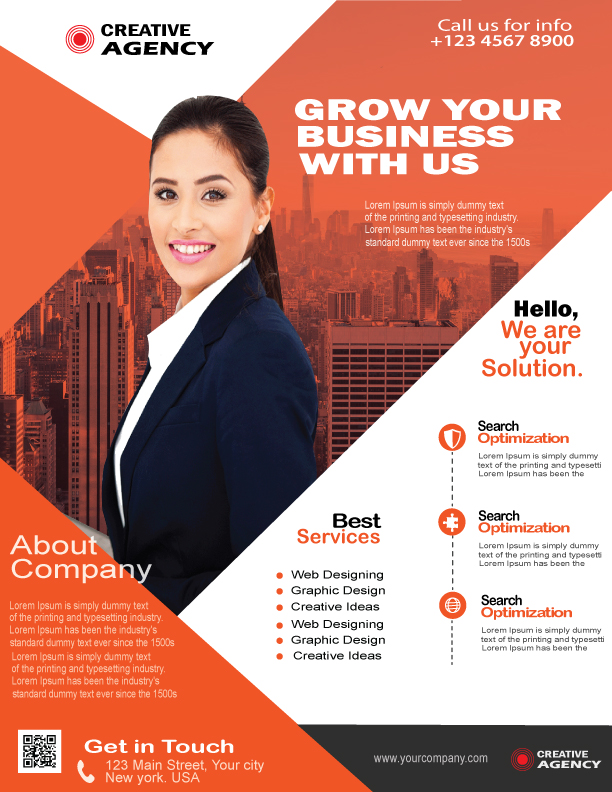 CREATIVE
AGENCY
Call us for info
+123 4567 8900
GROW YOUR
BUSINESS
WITH US
Lorem Ipsum is simply dummy text
of the printing and typesetting industry.
Lorem Ipsum has been the industry's
standard dummy text ever since the 1500s
Hello,
We are
your
Solution.
Search
Optimization
Lorem Ipsum is simply dummy
text of the printing and typesetti
Lorem Ipsum has been the
Search
Optimization
Lorem Ipsum is simply dummy
text of the printing and typesetti
Lorem Ipsum has been the
Search
Optimization
Lorem Ipsum is simply dummy
text of the printing and typesetti
Lorem Ipsum has been the
Best
Services
Web Designing
Graphic Design
Creative Ideas
Web Designing
Graphic Design
Creative Ideas
About
Company
Lorem Ipsum is simply dummy text
of the printing and typesetting industry.
Lorem Ipsum has been the industry's
standard dummy text ever since the 1500s
Lorem Ipsum is simply dummy text
of the printing and typesetting industry.
Lorem Ipsum has been the industry's
standard dummy text ever since the 1500s
Get in Touch
123 Main Street, Your city
New york. USA
www.yourcompany.com
CREATIVE
AGENCY